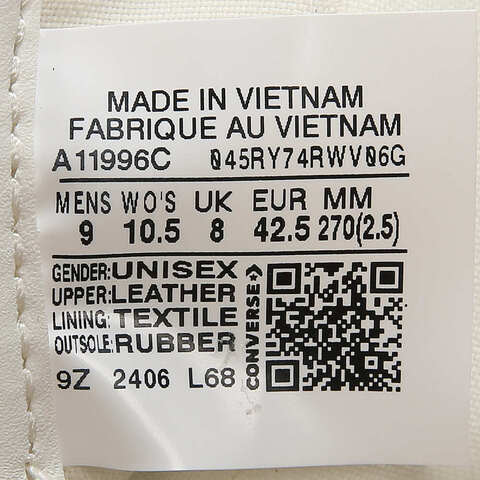 MADE IN VIETNAM
FABRIQUE AU VIETNAM
A11996C 045RY74RWV06G
MENS WO'S UK EUR MM
9 10.5 8 42.5 270(2.5)
GENDER:UNISEX
UPPER:LEATHER
LINING:TEXTILE
OUTSOLE:RUBBER
CONVERSE
9Z 2406 L68